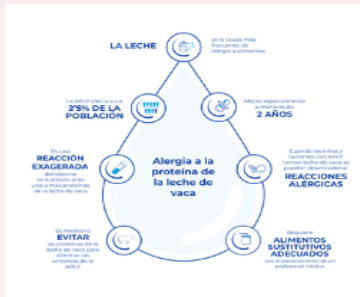 LA LECHE
es la causa más
frecuente de
alergia a alimentos
La APLV afecta a un
2'5% DE LA
POBLACIÓN
Afecta especialmente
a menores de
2 AÑOS
Es una
REACCIÓN
EXAGERADA
del sistema
inmunitario ante
una o más proteínas
de la leche de vaca
Alergia a la
proteína de
la leche de
vaca
Cuando los niños y
lactantes con APLV
toman leche de vaca se
pueden desencadenar
REACCIONES
ALÉRGICAS
Es necesario
EVITAR
las proteínas de la
leche de vaca para
eliminar los
síntomas de la
APLV
Requiere
ALIMENTOS
SUSTITUTIVOS
ADECUADOS
con el asesoramiento de un
profesional médico